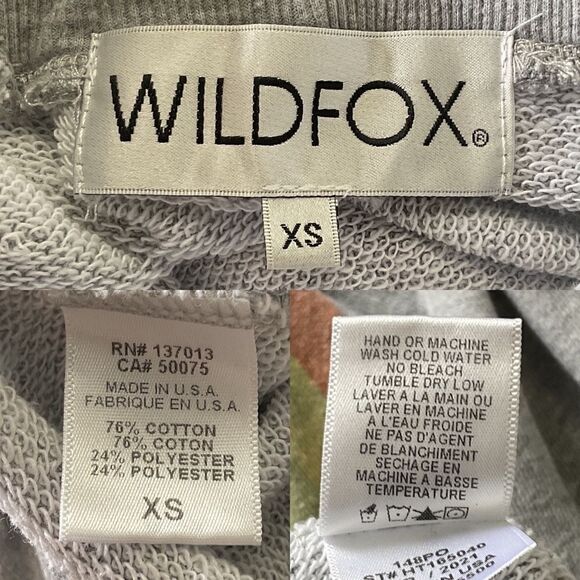 WILDFOX®
XS
RN# 137013
CA# 50075
MADE IN U.S.A.
FABRIQUE EN U.S.A.
76% COTTON
76% COTON
24% POLYESTER
24% POLYESTER
XS
HAND OR MACHINE
WASH COLD WATER
NO BLEACH
TUMBLE DRY LOW
LAVER A LA MAIN OU
LAVER EN MACHINE
A L'EAU FROIDE
NE PAS D'AGENT
DE BLANCHIMENT
SECHAGE EN
MACHINE A BASSE
TEMPERATURE
148PO
HT165040